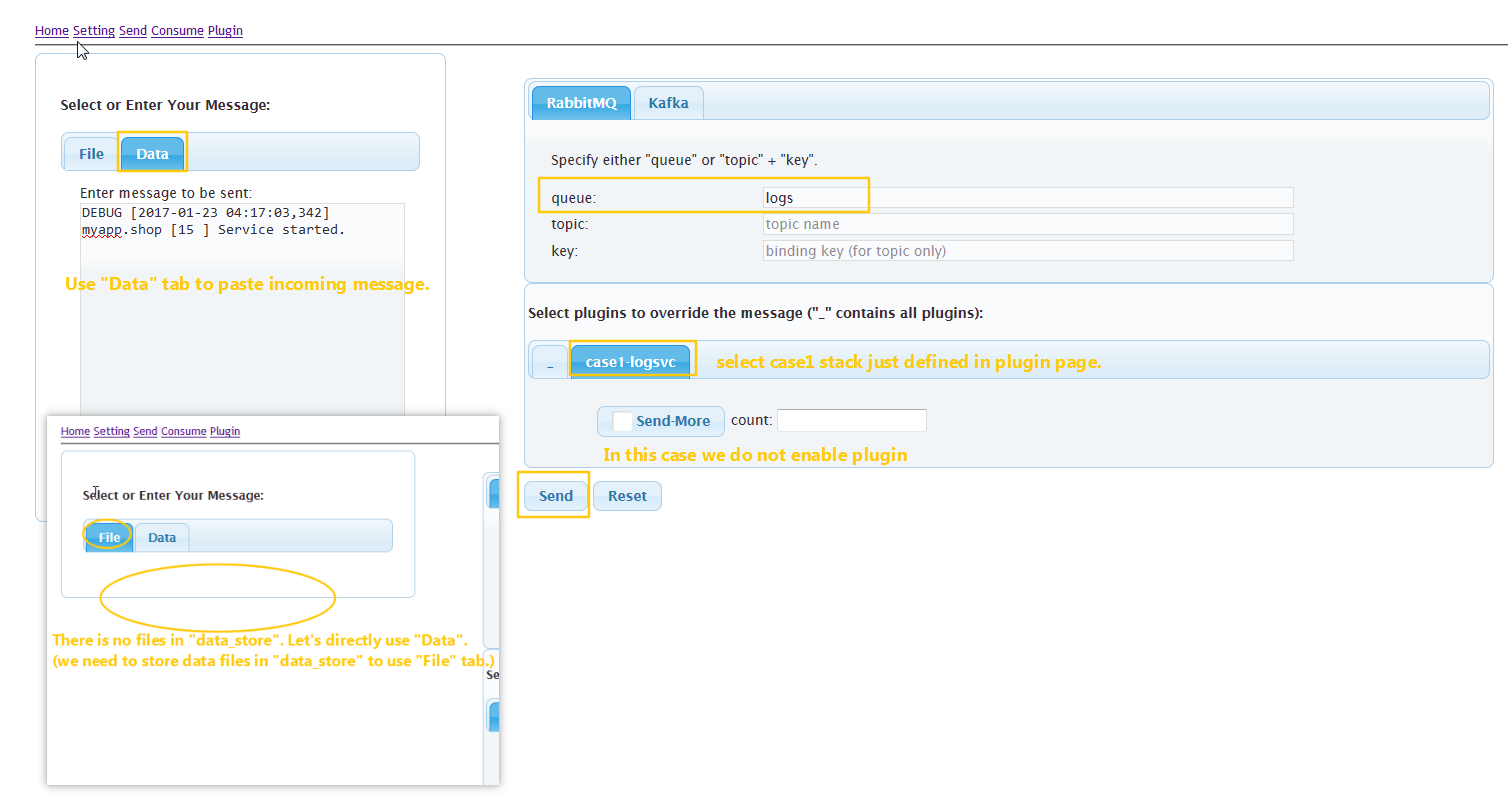 Home Setting Send Consume Plugin
Select or Enter Your Message:
File Data
Enter message to be sent:
DEBUG [2017-01-23 04:17:03,342]
myapp.shop [15 ] Service started.
Use "Data" tab to paste incoming message.
RabbitMQ Kafka
Specify either "queue" or "topic" + "key".
queue: logs
topic: topic name
key: binding key (for topic only)
Select plugins to override the message ("_" contains all plugins):
_ case1-logsvc select case1 stack just defined in plugin page.
Send-More count:
In this case we do not enable plugin
Send Reset
Home Setting Send Consume Plugin
Select or Enter Your Message:
File Data
There is no files in "data_store". Let's directly use "Data".
(we need to store data files in "data_store" to use "File" tab.)
Se